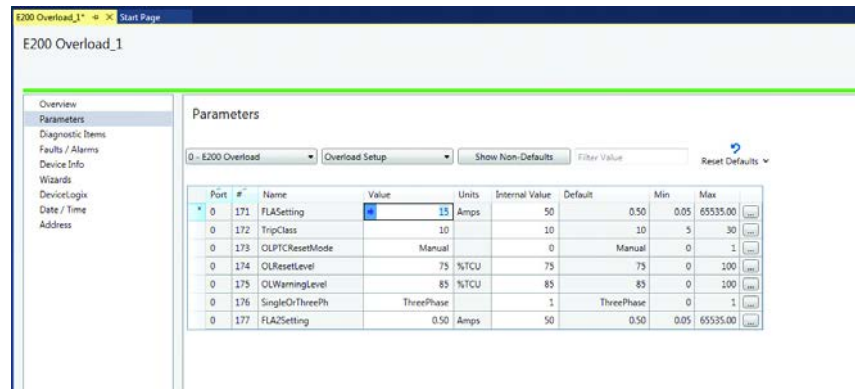 E200 Overload_1* Start Page
E200 Overload_1
Overview
Parameters
Diagnostic Items
Faults / Alarms
Device Info
Wizards
DeviceLogix
Date / Time
Address
Parameters
0 - E200 Overload Overload Setup Show Non-Defaults Filter Value Reset Defaults
Port # Name Value Units Internal Value Default Min Max
* 0 171 FLASetting 15 Amps 50 0.50 0.05 65535.00 ...
0 172 TripClass 10 10 10 5 30 ...
0 173 OLPTCResetMode Manual 0 Manual 0 1 ...
0 174 OLResetLevel 75 %TCU 75 75 0 100 ...
0 175 OLWarningLevel 85 %TCU 85 85 0 100 ...
0 176 SingleOrThreePh ThreePhase 1 ThreePhase 0 1 ...
0 177 FLA2Setting 0.50 Amps 50 0.50 0.05 65535.00 ...